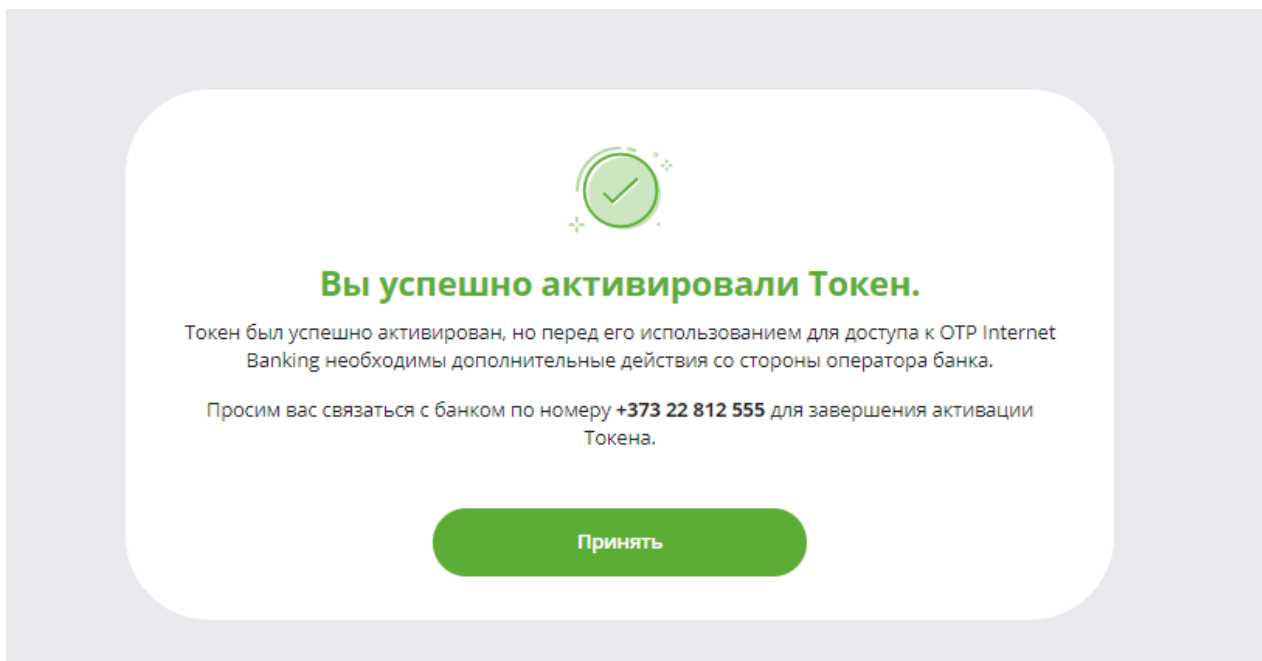 Вы успешно активировали Токен.
Токен был успешно активирован, но перед его использованием для доступа к OTP Internet
Banking необходимы дополнительные действия со стороны оператора банка.
Просим вас связаться с банком по номеру +373 22 812 555 для завершения активации
Токена.
Принять